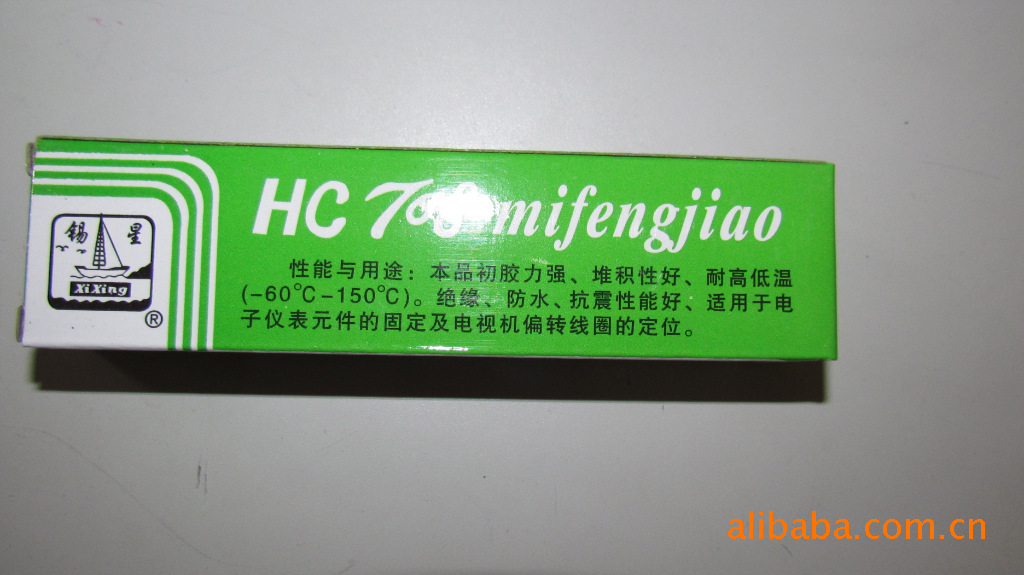 锡星
XiXing
®
HC mifengjiao
性能与用途：本品初胶力强、堆积性好、耐高低温
(-60℃-150℃)。绝缘、防水、抗震性能好、适用于电
子仪表元件的固定及电视机偏转线圈的定位。
alibaba.com.cn